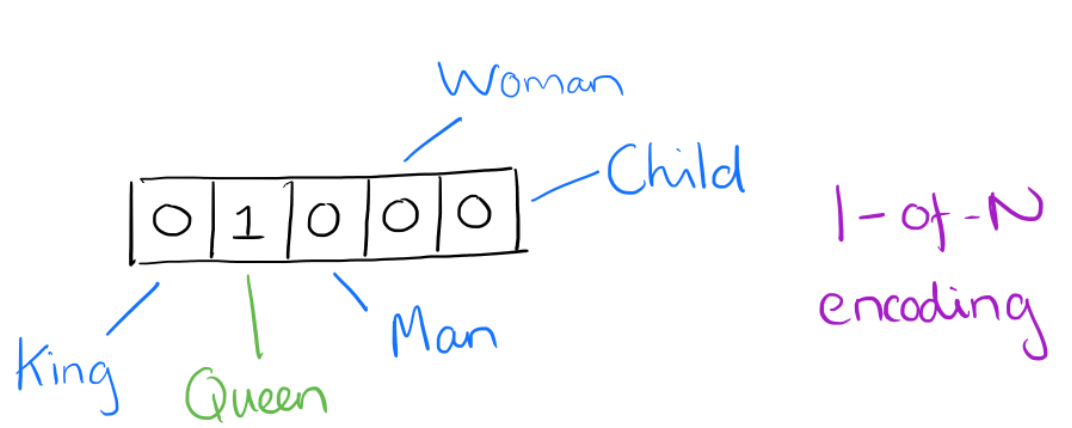 Woman
Child
0 1 0 0 0
1-of-N
encoding
King
Queen
Man